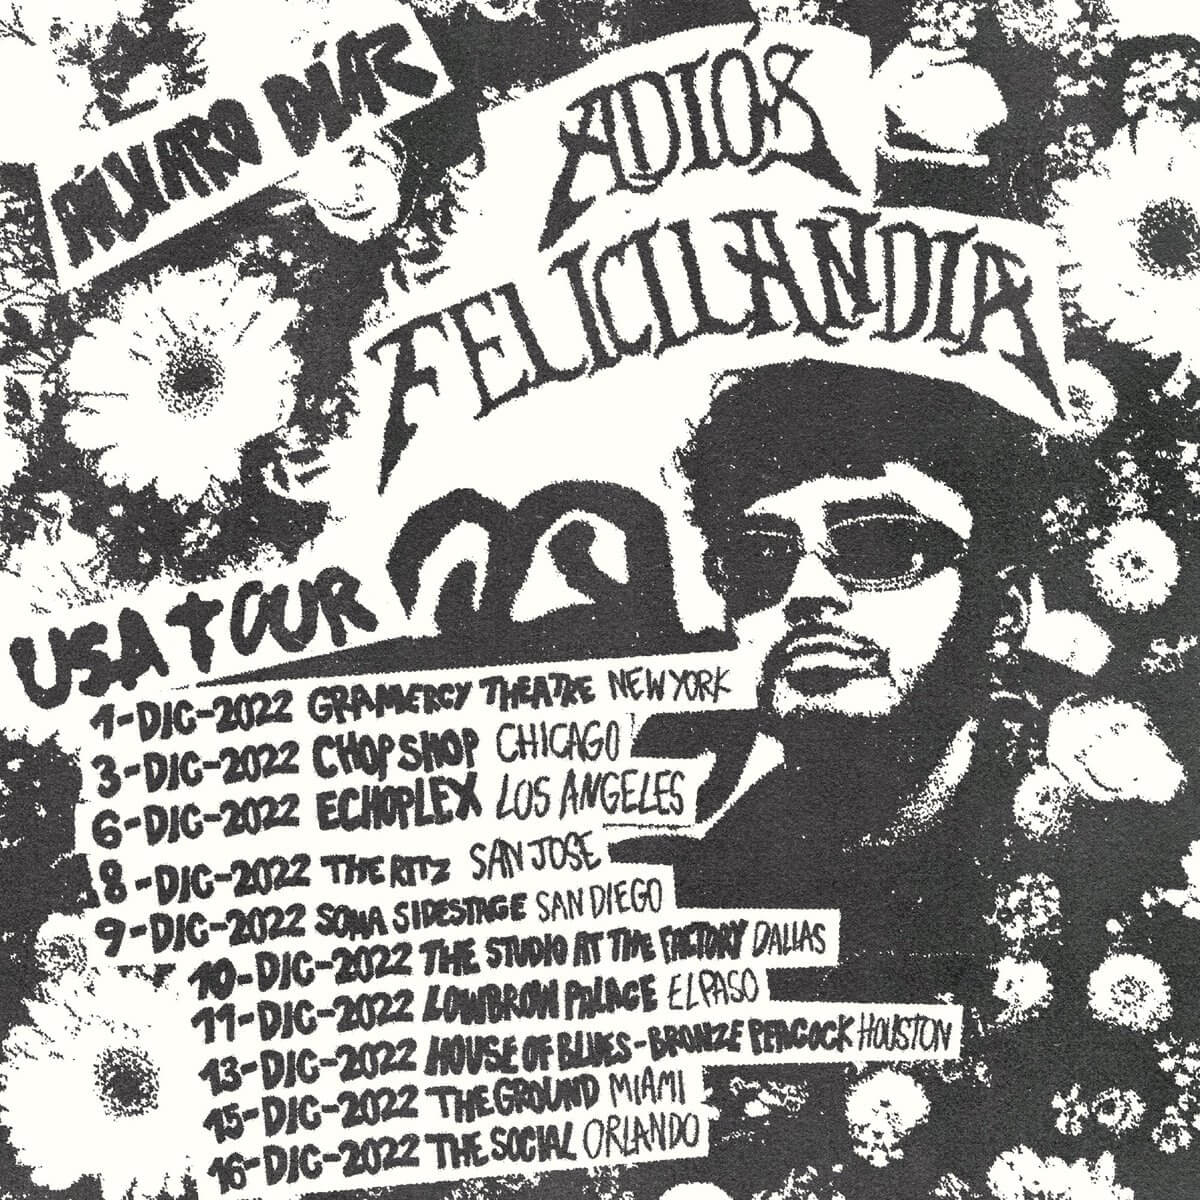 ÁLVARO DÍAZ
ADIÓS
FELICILANDIA
USA TOUR
1-DIC-2022 GRAMERCY THEATRE NEW YORK
3-DIC-2022 CHOP SHOP CHICAGO
6-DIC-2022 ECHOPLEX LOS ANGELES
8-DIC-2022 THE RITZ SAN JOSE
9-DIC-2022 SOMA SIDESTAGE SAN DIEGO
10-DIC-2022 THE STUDIO AT THE FACTORY DALLAS
11-DIC-2022 LOWBROW PALACE EL PASO
13-DIC-2022 HOUSE OF BLUES-BRONZE PEACOCK HOUSTON
15-DIC-2022 THE GROUND MIAMI
16-DIC-2022 THE SOCIAL ORLANDO